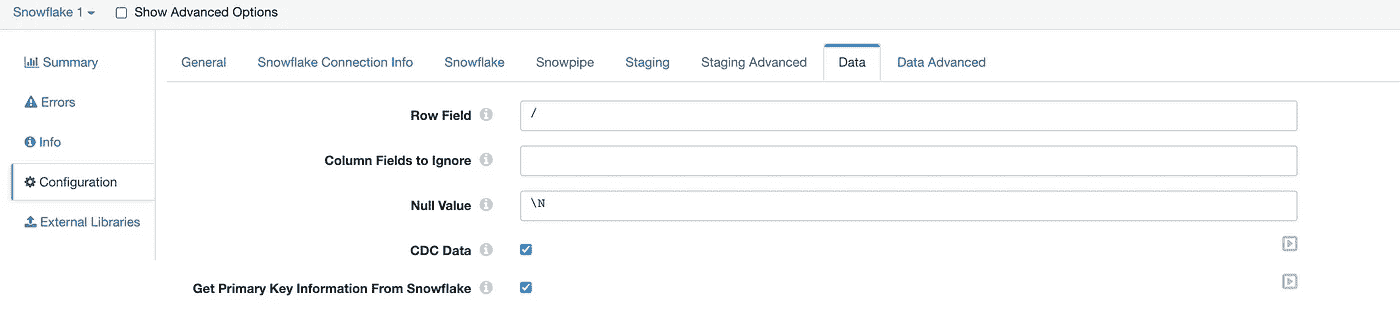 Snowflake 1 Show Advanced Options
Summary
Errors
Info
Configuration
External Libraries
General Snowflake Connection Info Snowflake Snowpipe Staging Staging Advanced Data Data Advanced
Row Field /
Column Fields to Ignore
Null Value \N
CDC Data
Get Primary Key Information From Snowflake